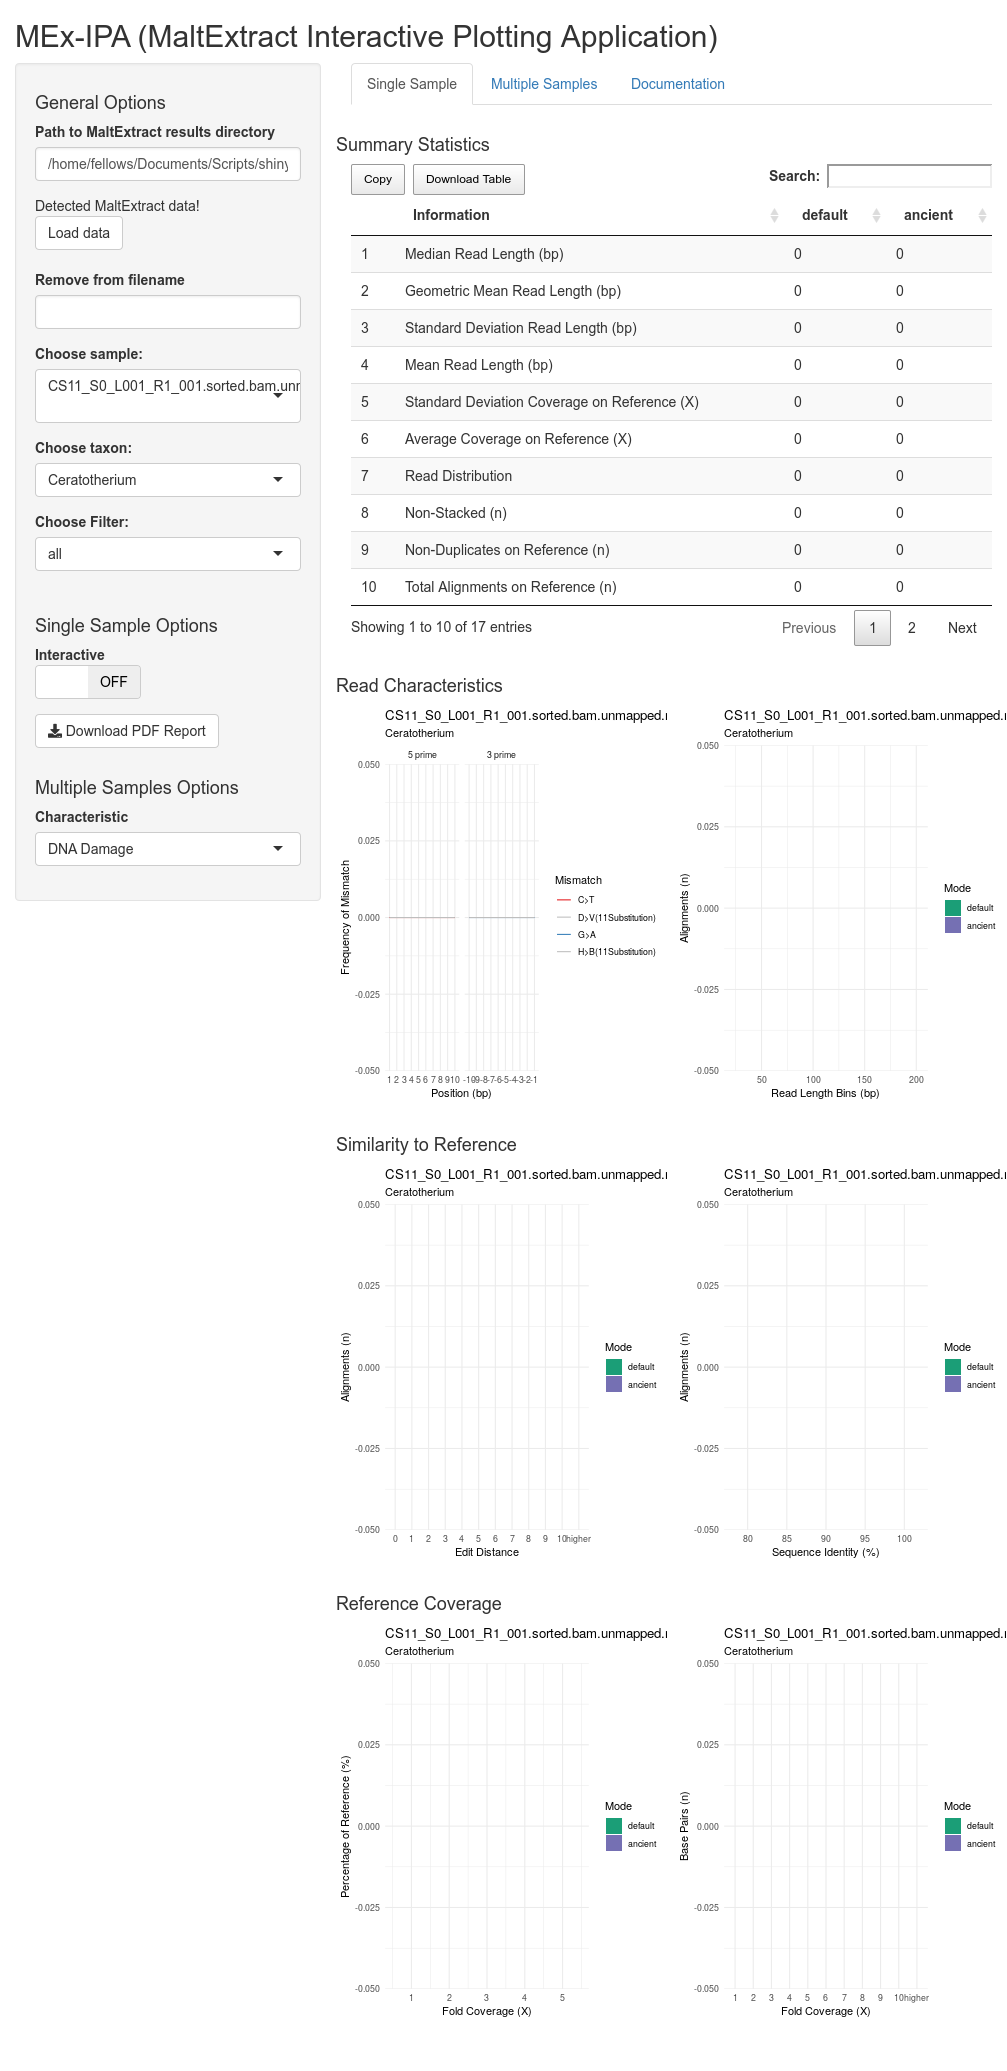 MEx-IPA (MaltExtract Interactive Plotting Application)
General Options
Path to MaltExtract results directory
/home/fellows/Documents/Scripts/shiny
Detected MaltExtract data!
Load data
Remove from filename
Choose sample:
CS11_S0_L001_R1_001.sorted.bam.unr
Choose taxon:
Ceratotherium
Choose Filter:
all
Single Sample Options
Interactive
OFF
Download PDF Report
Multiple Samples Options
Characteristic
DNA Damage
Single Sample Multiple Samples Documentation
Summary Statistics
Copy Download Table Search:
Information default ancient
1 Median Read Length (bp) 0 0
2 Geometric Mean Read Length (bp) 0 0
3 Standard Deviation Read Length (bp) 0 0
4 Mean Read Length (bp) 0 0
5 Standard Deviation Coverage on Reference (X) 0 0
6 Average Coverage on Reference (X) 0 0
7 Read Distribution 0 0
8 Non-Stacked (n) 0 0
9 Non-Duplicates on Reference (n) 0 0
10 Total Alignments on Reference (n) 0 0
Showing 1 to 10 of 17 entries Previous 1 2 Next
Read Characteristics
CS11_S0_L001_R1_001.sorted.bam.unmapped.r
Ceratotherium
5 prime 3 prime
0.050
0.025
0.000
-0.025
-0.050
Frequency of Mismatch
1 2 3 4 5 6 7 8 9 10 -10 -9 -8 -7 -6 -5 -4 -3 -2 -1
Position (bp)
Mismatch
C>T
D>V(11Substitution)
G>A
H>B(11Substitution)
CS11_S0_L001_R1_001.sorted.bam.unmapped.r
Ceratotherium
0.050
0.025
0.000
-0.025
-0.050
Alignments (n)
50 100 150 200
Read Length Bins (bp)
Mode
default
ancient
Similarity to Reference
CS11_S0_L001_R1_001.sorted.bam.unmapped.r
Ceratotherium
0.050
0.025
0.000
-0.025
-0.050
Alignments (n)
0 1 2 3 4 5 6 7 8 9 10 higher
Edit Distance
Mode
default
ancient
CS11_S0_L001_R1_001.sorted.bam.unmapped.r
Ceratotherium
0.050
0.025
0.000
-0.025
-0.050
Alignments (n)
80 85 90 95 100
Sequence Identity (%)
Mode
default
ancient
Reference Coverage
CS11_S0_L001_R1_001.sorted.bam.unmapped.r
Ceratotherium
0.050
0.025
0.000
-0.025
-0.050
Percentage of Reference (%)
1 2 3 4 5
Fold Coverage (X)
Mode
default
ancient
CS11_S0_L001_R1_001.sorted.bam.unmapped.r
Ceratotherium
0.050
0.025
0.000
-0.025
-0.050
Base Pairs (n)
1 2 3 4 5 6 7 8 9 10 higher
Fold Coverage (X)
Mode
default
ancient